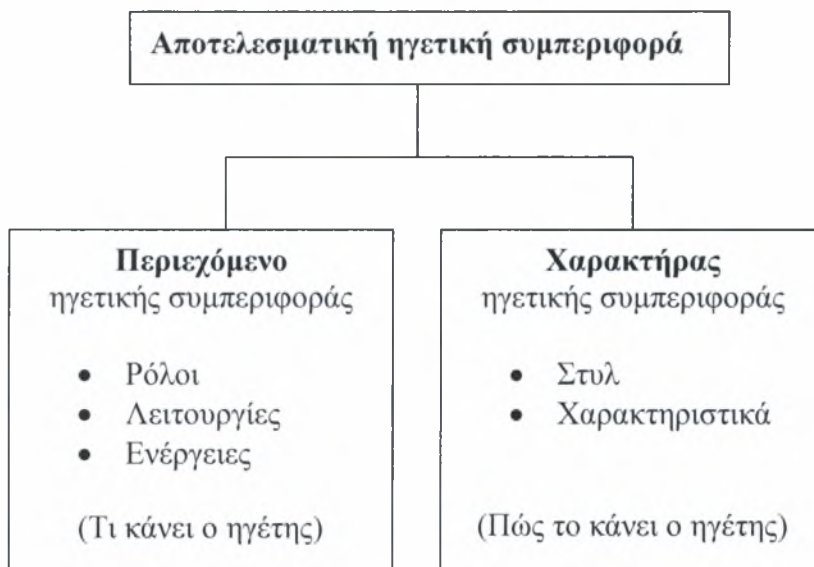 Αποτελεσματική ηγετική συμπεριφορά
Περιεχόμενο
ηγετικής συμπεριφοράς
• Ρόλοι
• Λειτουργίες
• Ενέργειες
(Τι κάνει ο ηγέτης)
Χαρακτήρας
ηγετικής συμπεριφοράς
• Στυλ
• Χαρακτηριστικά
(Πώς το κάνει ο ηγέτης)